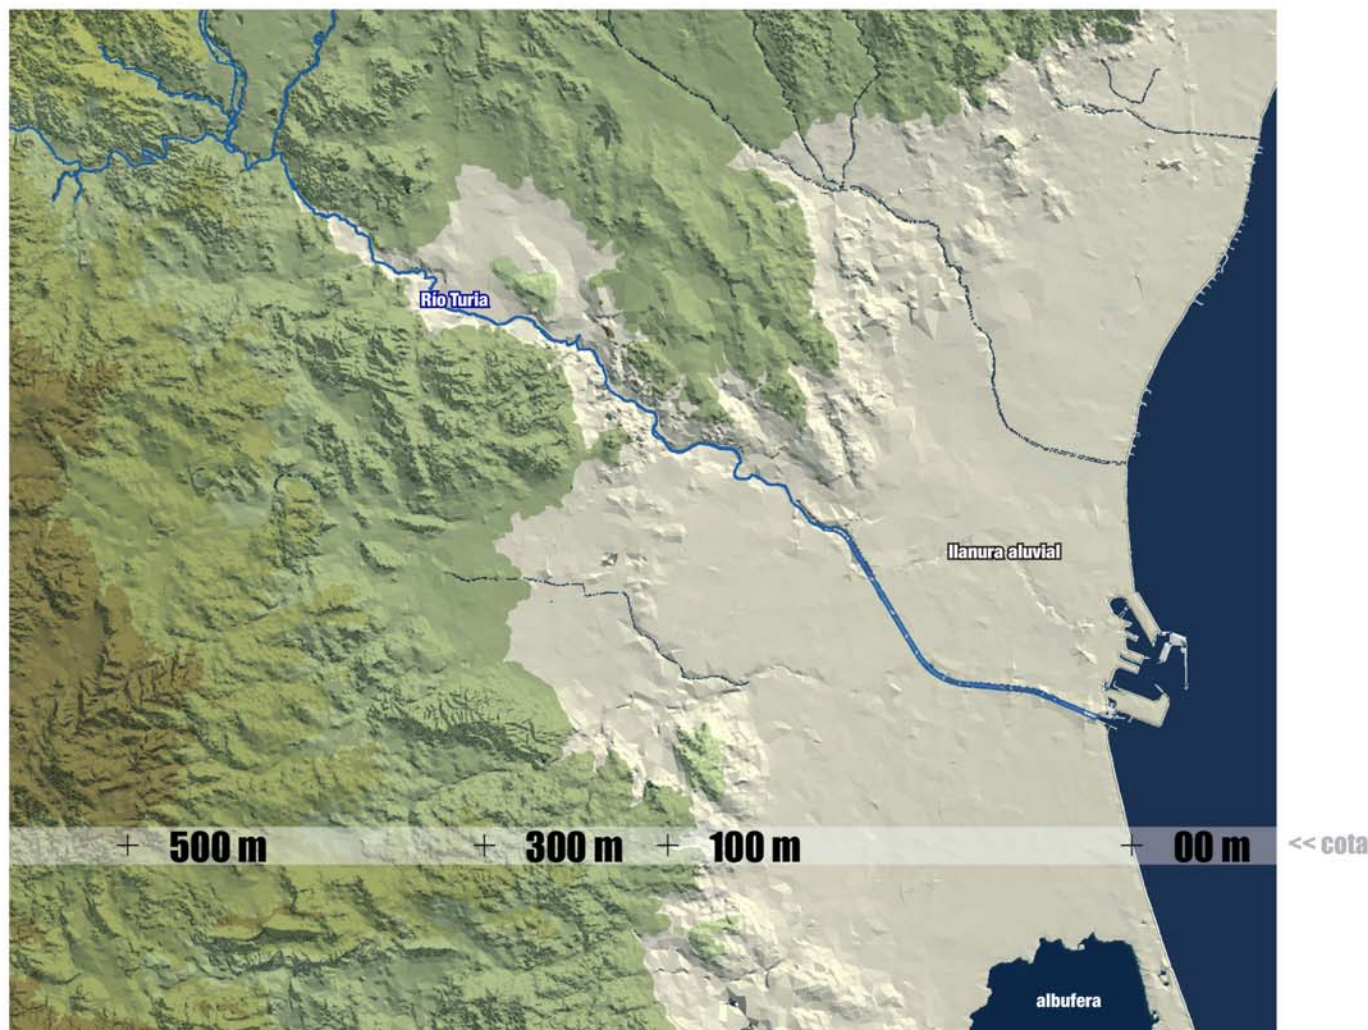 Río Turia
llanura aluvial
500 m
300 m
100 m
00 m
<< cota
albufera